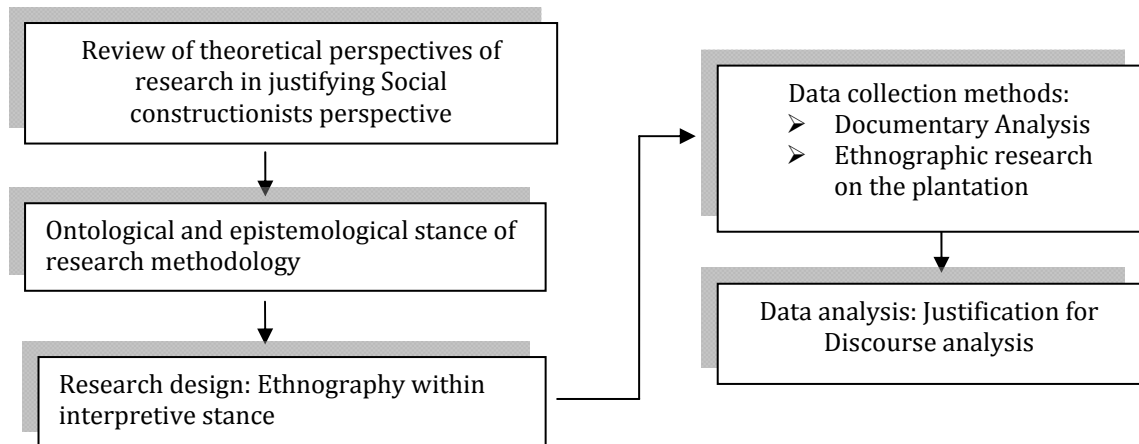 Review of theoretical perspectives of
research in justifying Social
constructionists perspective
Ontological and epistemological stance of
research methodology
Research design: Ethnography within
interpretive stance
Data collection methods:
➢ Documentary Analysis
➢ Ethnographic research
on the plantation
Data analysis: Justification for
Discourse analysis